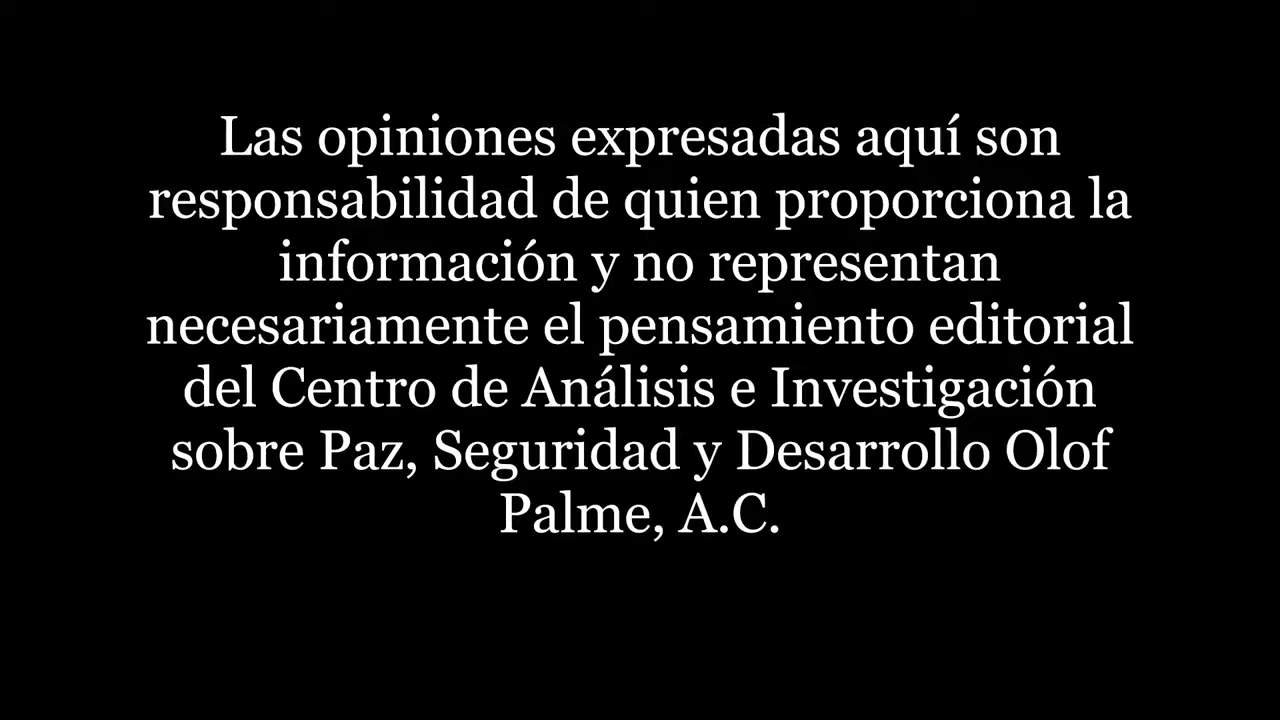 Las opiniones expresadas aquí son
responsabilidad de quien proporciona la
información y no representan
necesariamente el pensamiento editorial
del Centro de Análisis e Investigación
sobre Paz, Seguridad y Desarrollo Olof
Palme, A.C.